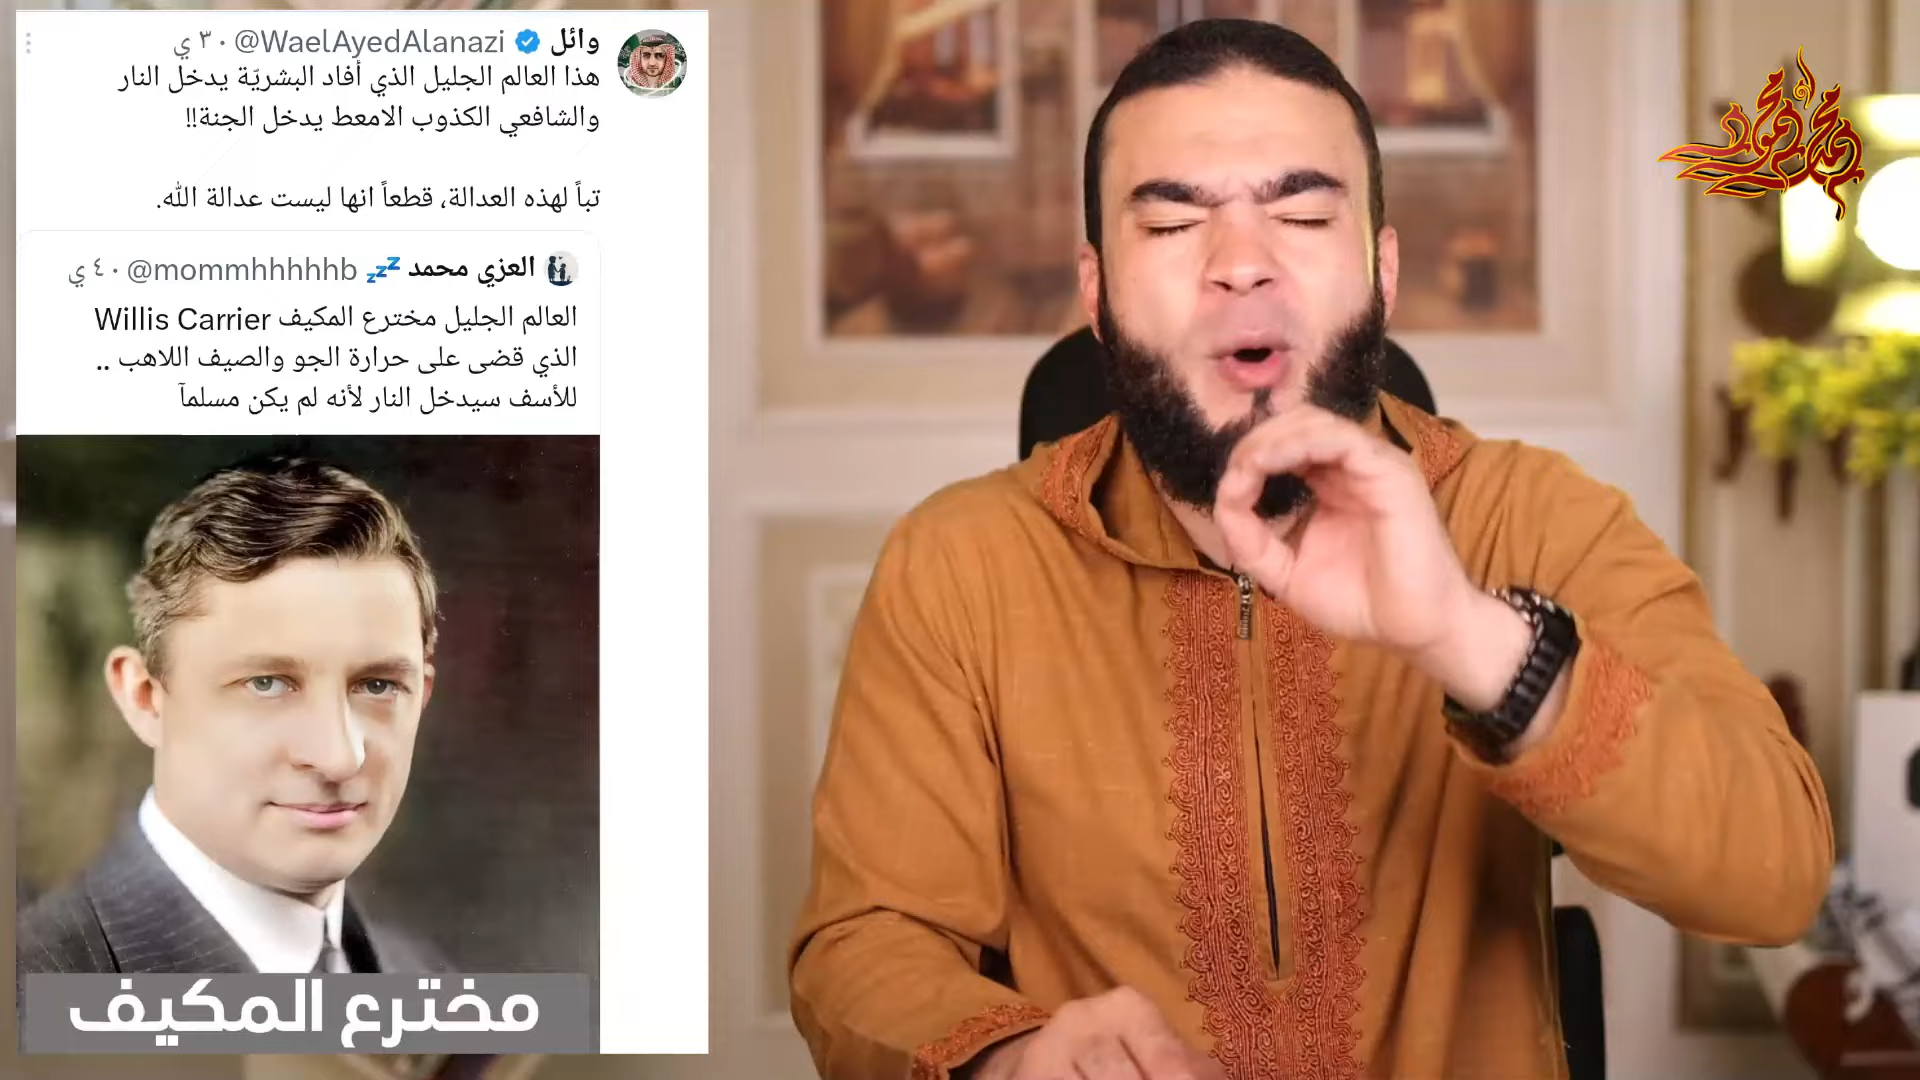 وائل @WaelAyedAlanazi · ٣٠ ي
هذا العالم الجليل الذي أفاد البشريّة يدخل النار
والشافعي الكذوب الامعط يدخل الجنة!!
تباً لهذه العدالة، قطعاً انها ليست عدالة الله.
العزي محمد 💤 @mommhhhhhb · ٤٠ ي
العالم الجليل مخترع المكيف Willis Carrier
الذي قضى على حرارة الجو والصيف اللاهب ..
للأسف سيدخل النار لأنه لم يكن مسلمآ
مخترع المكيف